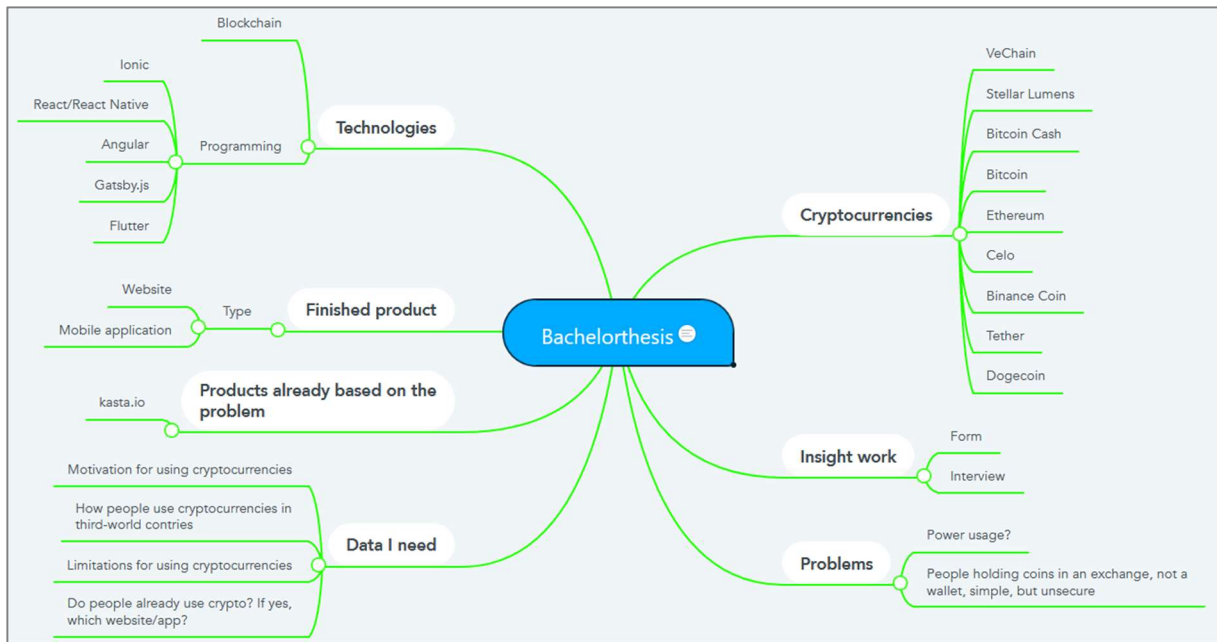 Bachelorthesis
Technologies
Blockchain
Programming
Ionic
React/React Native
Angular
Gatsby.js
Flutter
Finished product
Type
Website
Mobile application
Products already based on the
problem
kasta.io
Data I need
Motivation for using cryptocurrencies
How people use cryptocurrencies in
third-world contries
Limitations for using cryptocurrencies
Do people already use crypto? If yes,
which website/app?
Cryptocurrencies
VeChain
Stellar Lumens
Bitcoin Cash
Bitcoin
Ethereum
Celo
Binance Coin
Tether
Dogecoin
Insight work
Form
Interview
Problems
Power usage?
People holding coins in an exchange, not a
wallet, simple, but unsecure